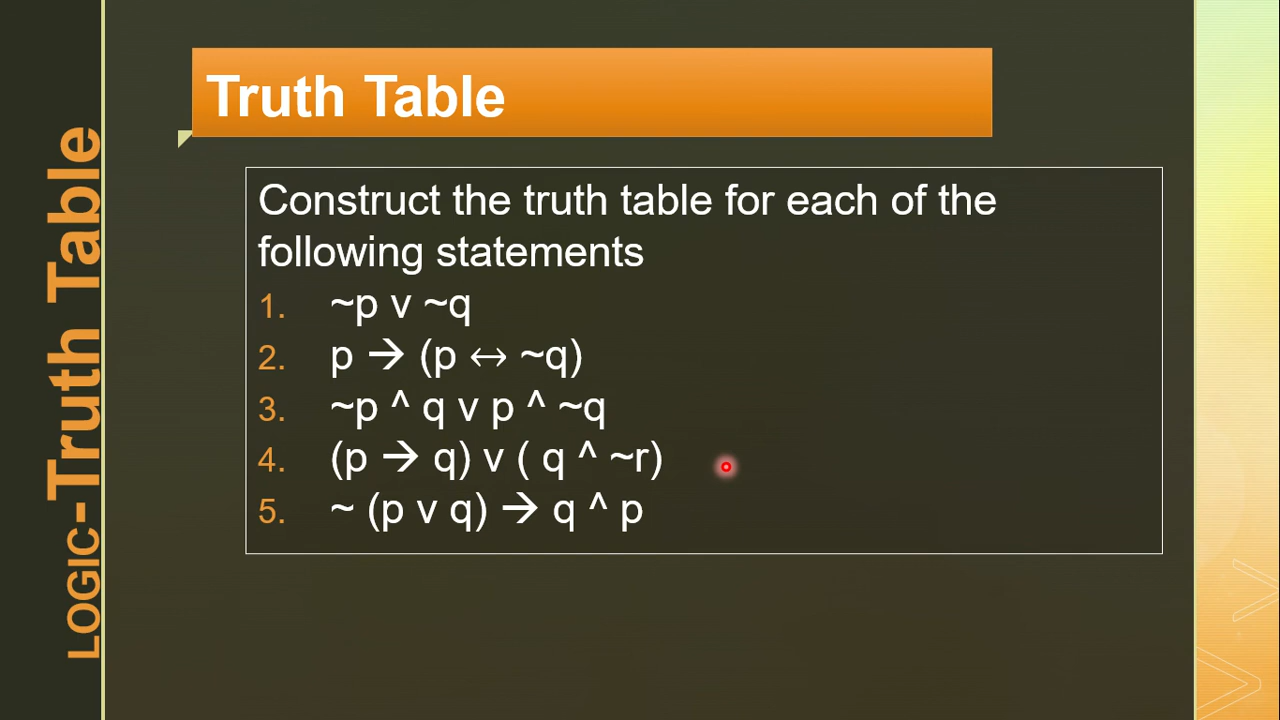 LOGIC-Truth Table
Truth Table
Construct the truth table for each of the
following statements
1. ~p v ~q
2. p → (p ↔ ~q)
3. ~p ^ q v p ^ ~q
4. (p → q) v ( q ^ ~r)
5. ~ (p v q) → q ^ p